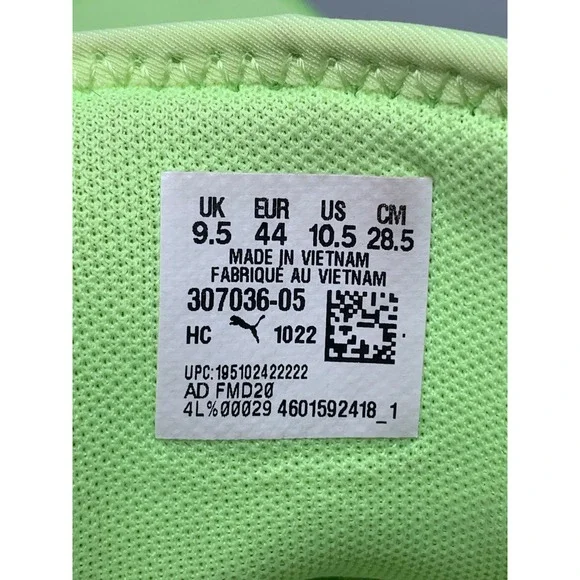 UK EUR US CM
9.5 44 10.5 28.5
MADE IN VIETNAM
FABRIQUÉ AU VIETNAM
307036-05
HC 1022
UPC:195102422222
AD FMD20
4L%00029 4601592418_1